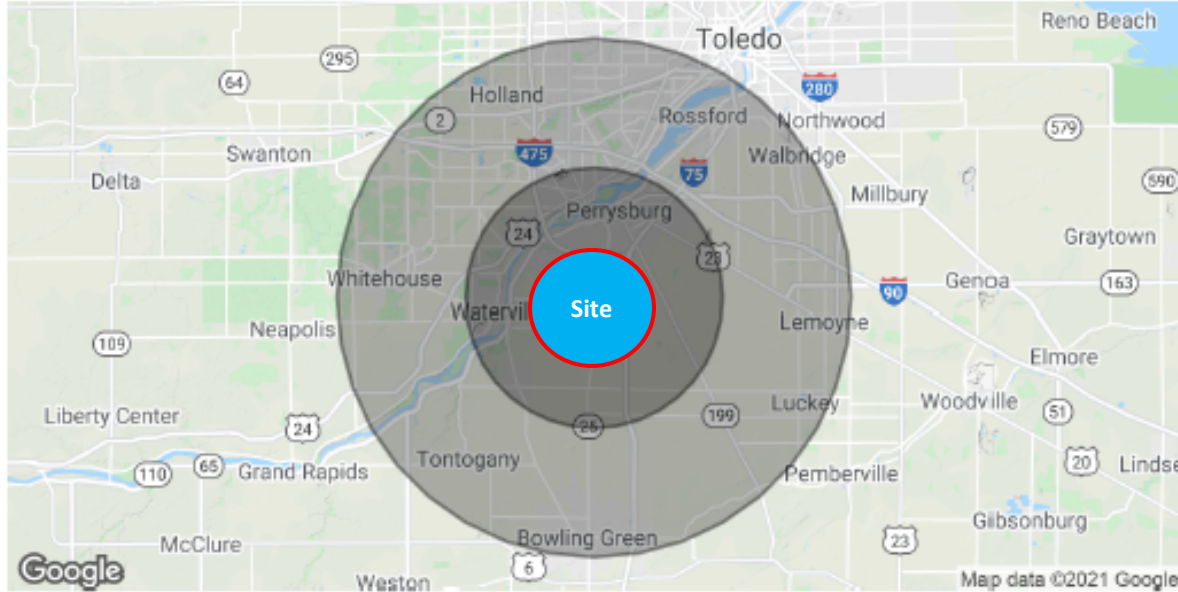 Reno Beach
Toledo
295
64
280
Holland
2
Rossford
Northwood
579
475
Swanton
Walbridge
75
Delta
590
Millbury
Perrysburg
24
Graytown
23
Whitehouse
Genoa
163
90
Site
Watervil
Lemoyne
Neapolis
109
Elmore
Luckey
Woodville
Liberty Center
199
51
24
25
Tontogany
20
Lindse
110
65
Grand Rapids
Pemberville
Gibsonburg
Bowling Green
23
McClure
6
Google
Weston
Map data ©2021 Google